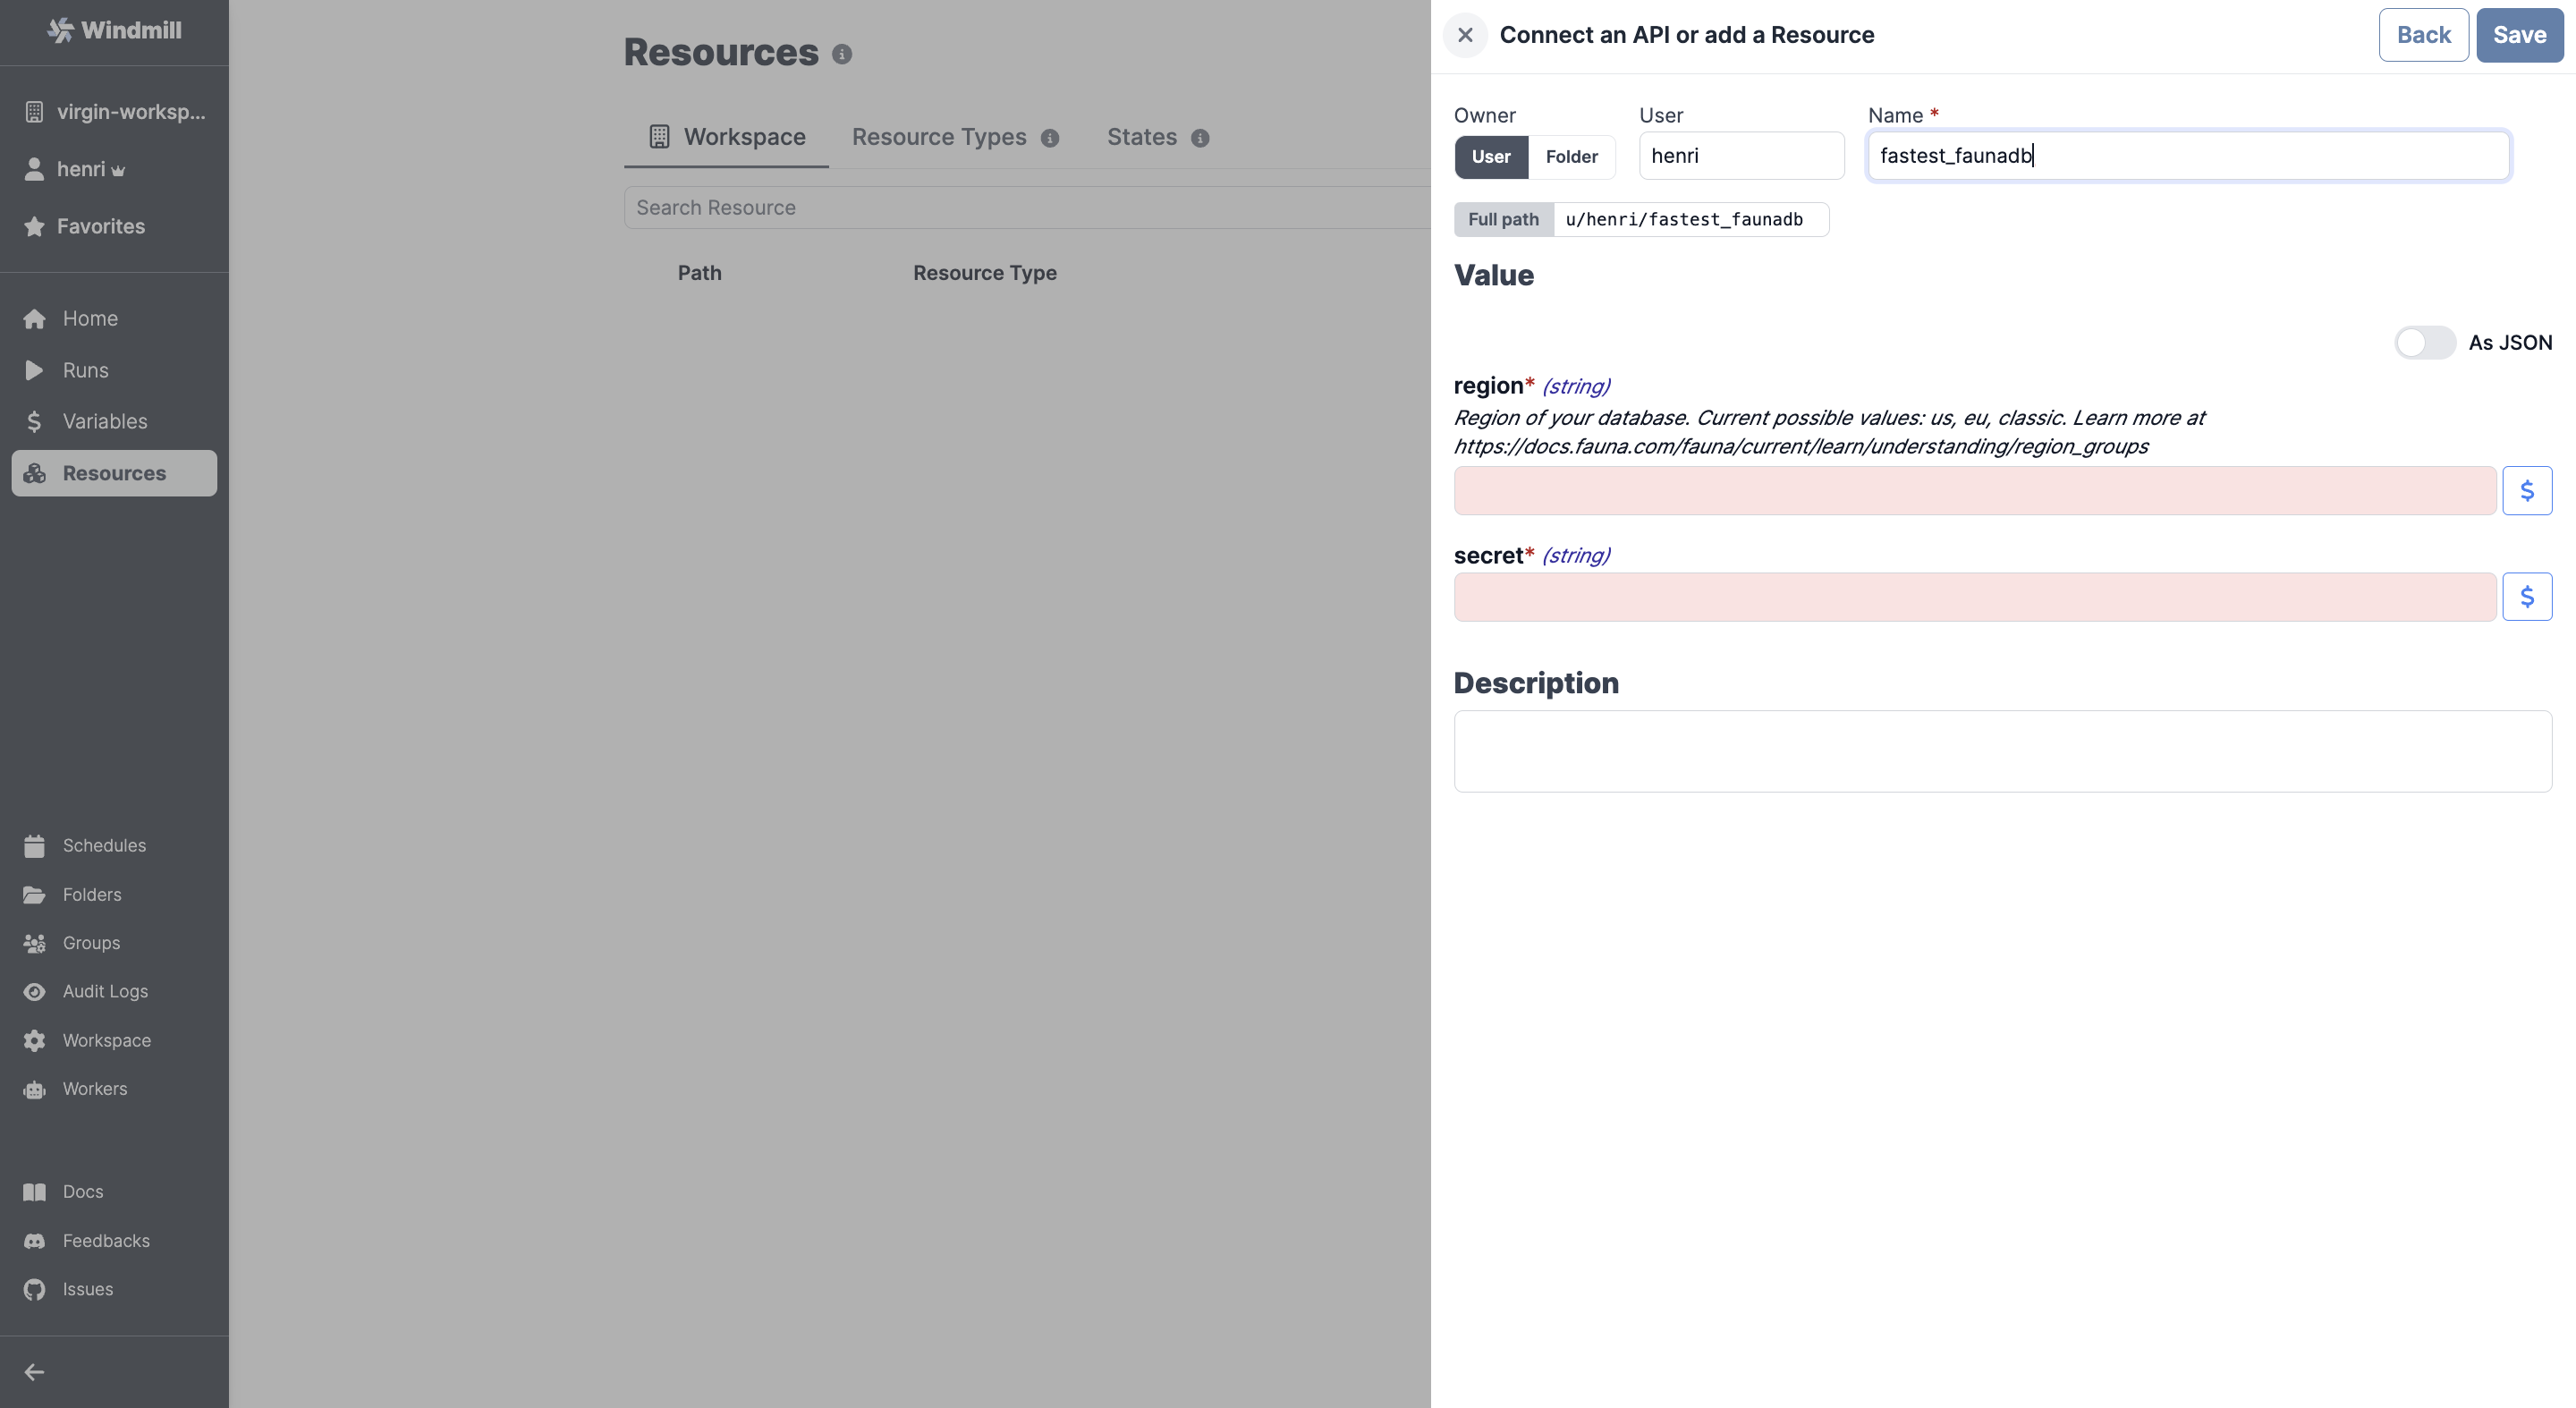 Windmill
virgin-worksp...
henri
Favorites
Home
Runs
Variables
Resources
Schedules
Folders
Groups
Audit Logs
Workspace
Workers
Docs
Feedbacks
Issues
Resources
Workspace Resource Types States
Search Resource
Path Resource Type
Connect an API or add a Resource Back Save
Owner User Name *
User Folder henri fastest_faunadb
Full path u/henri/fastest_faunadb
Value
As JSON
region* (string)
Region of your database. Current possible values: us, eu, classic. Learn more at
https://docs.fauna.com/fauna/current/learn/understanding/region_groups
$
secret* (string)
$
Description